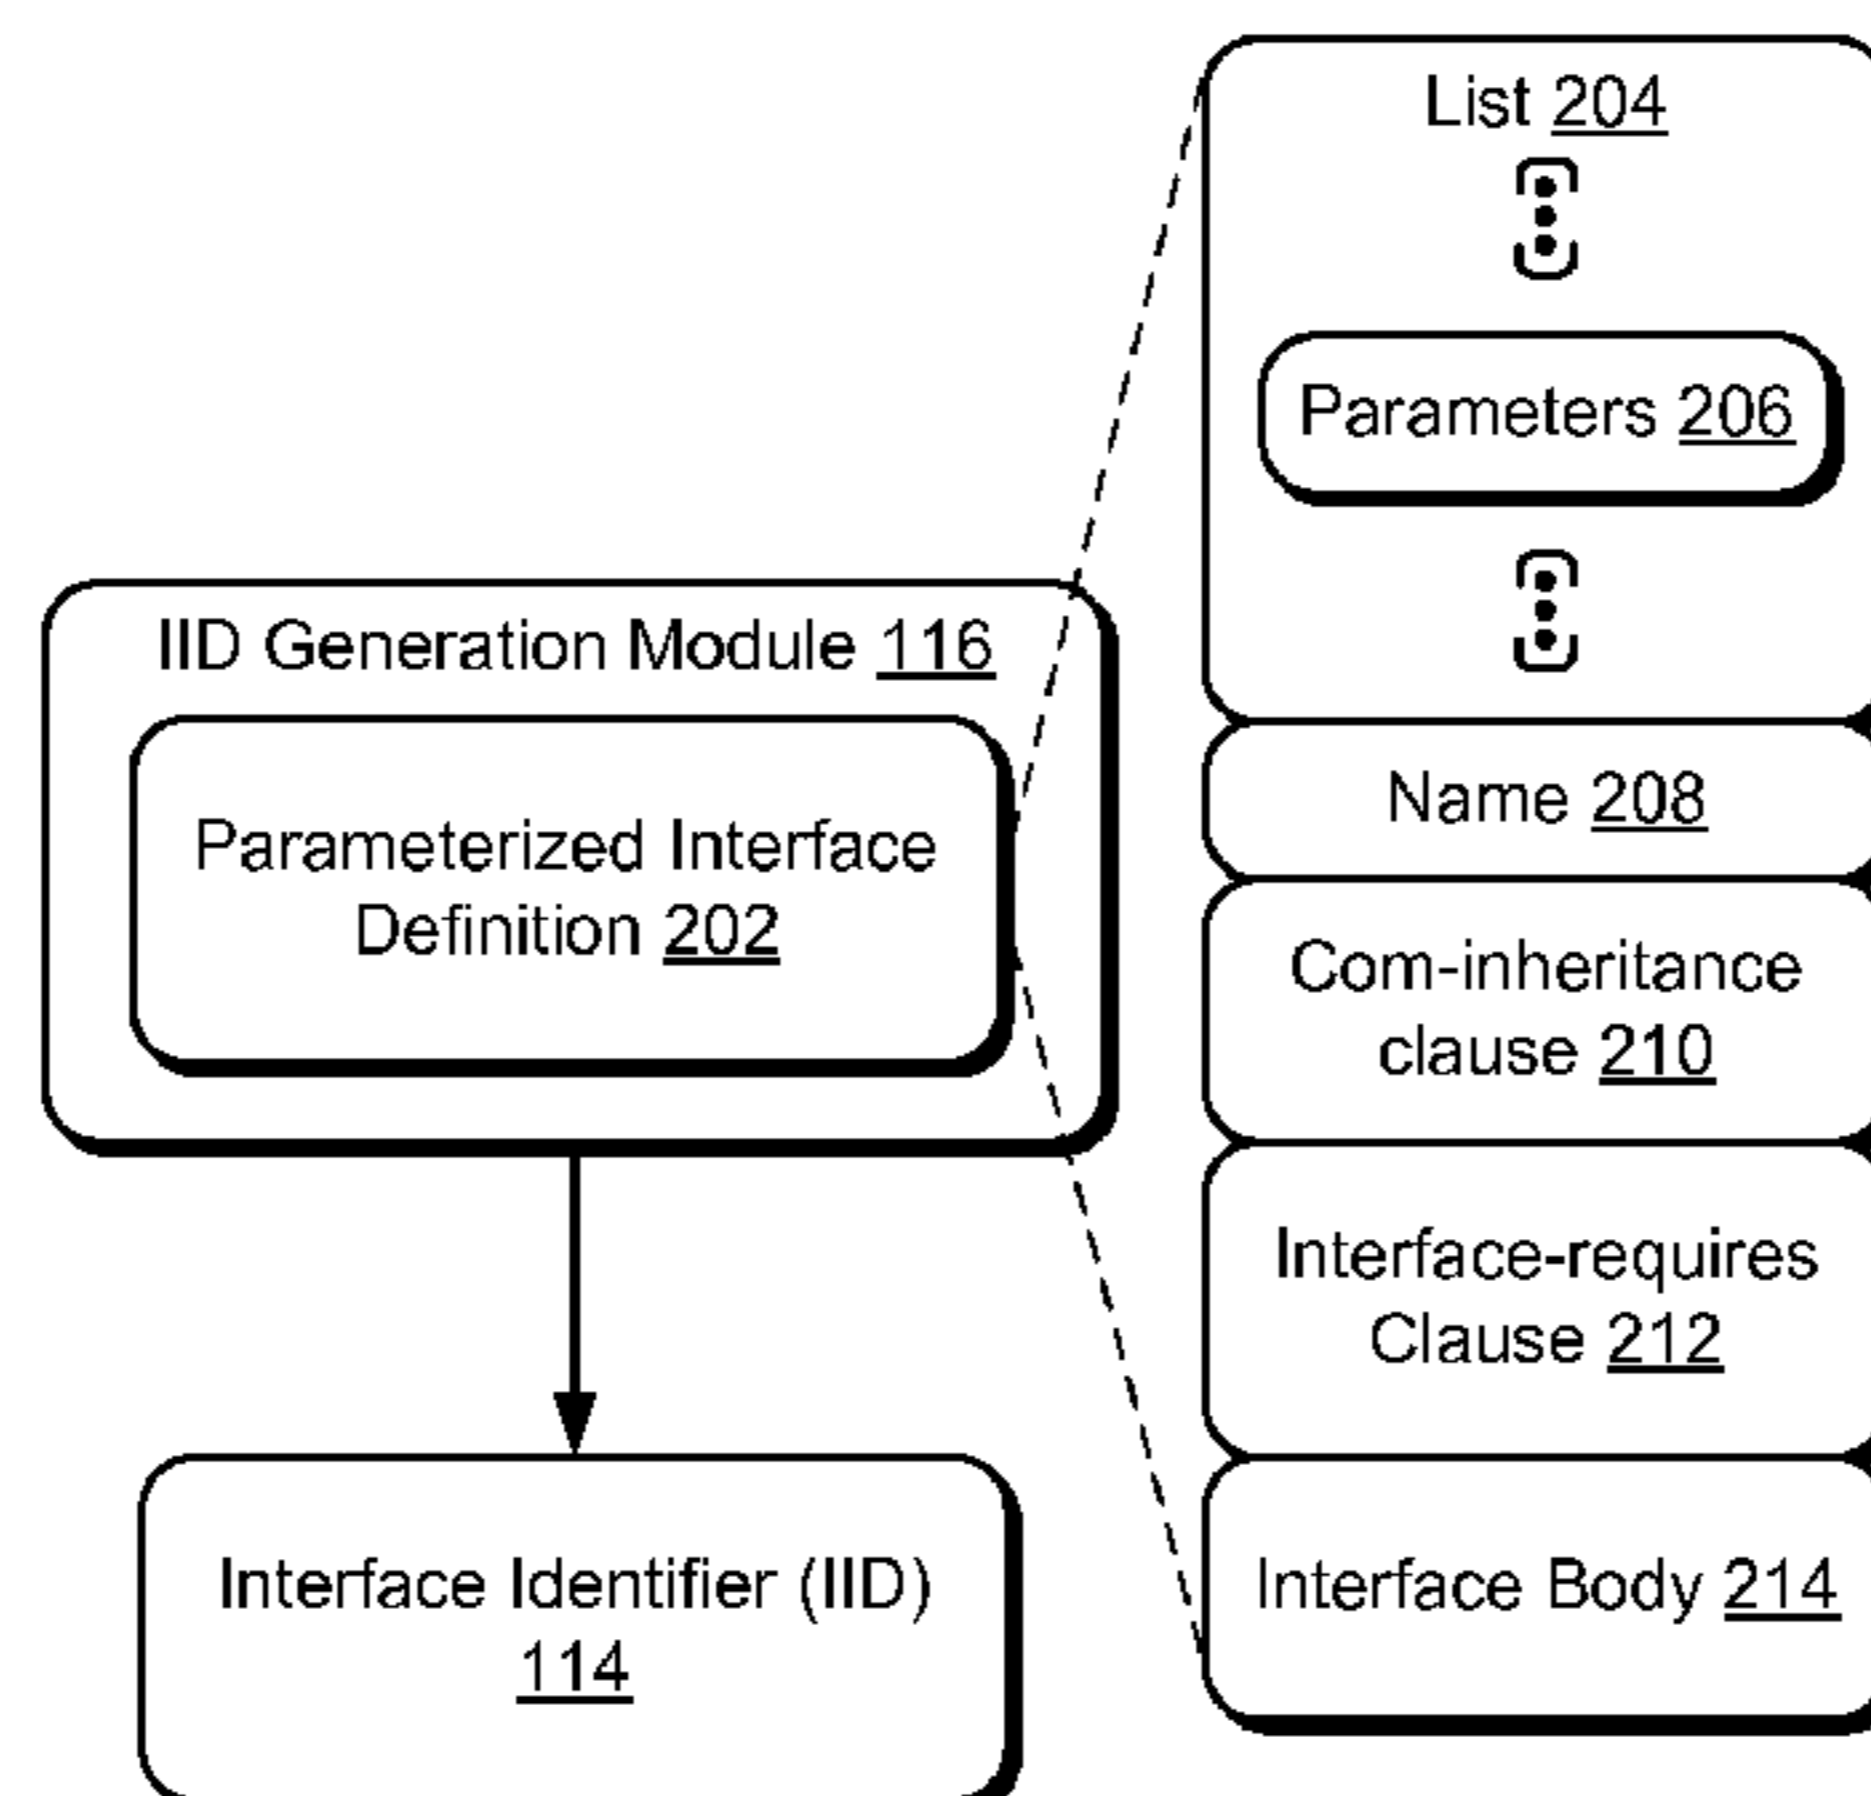 List 204
Parameters 206
IID Generation Module 116
Parameterized Interface
Definition 202
Name 208
Com-inheritance
clause 210
Interface-requires
Clause 212
Interface Identifier (IID)
114
Interface Body 214